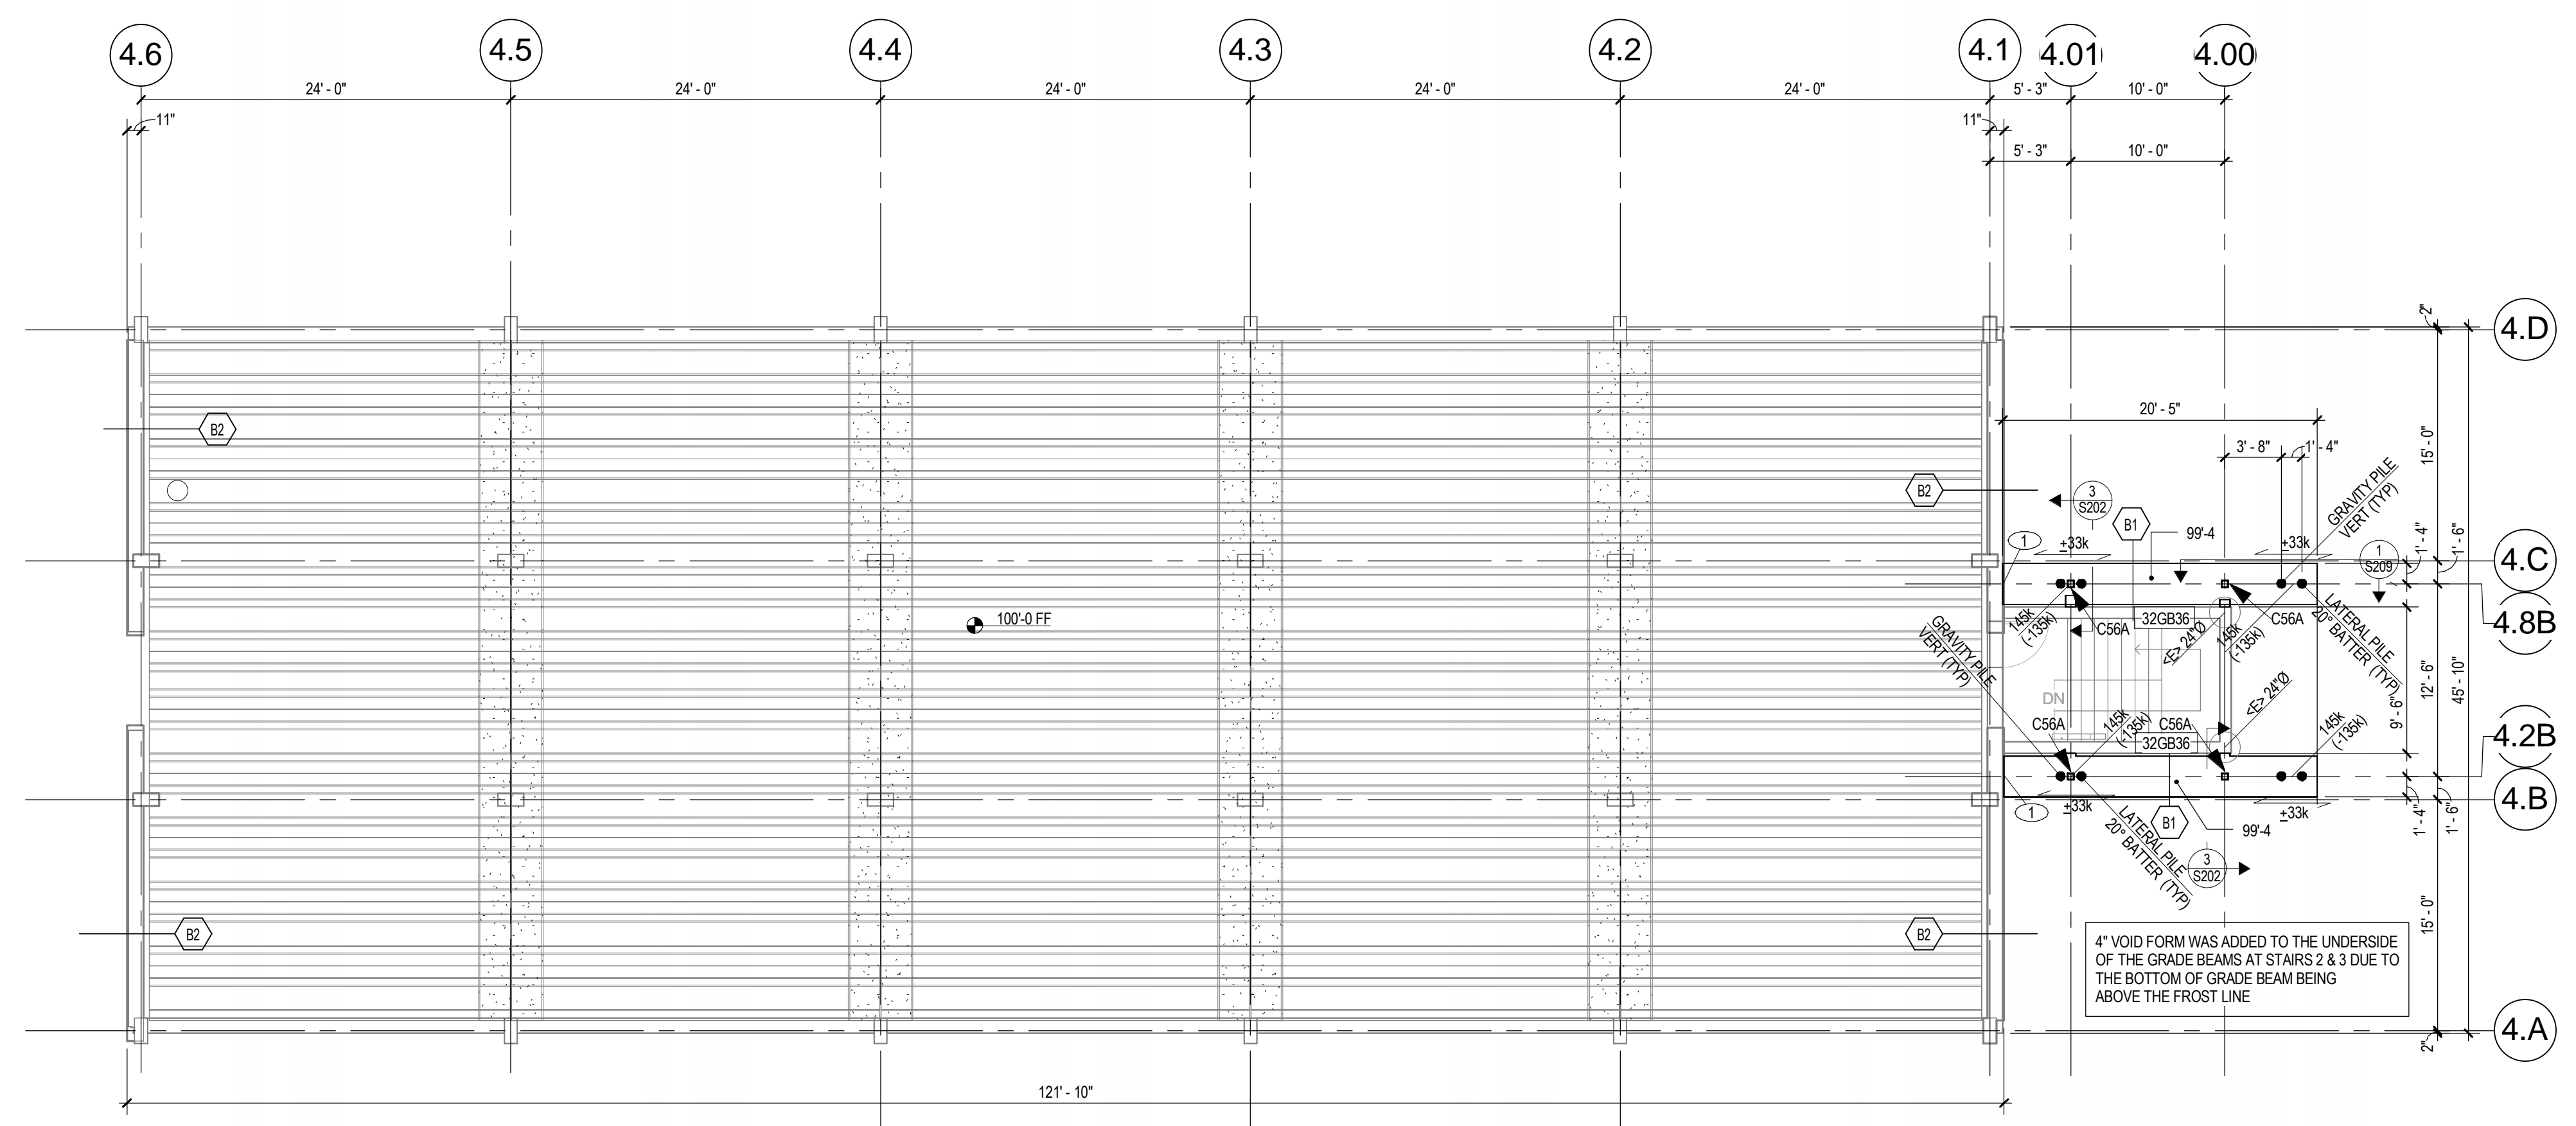 4.6
4.5
4.4
4.3
4.2
4.1
4.01
4.00
24' - 0"
24' - 0"
24' - 0"
24' - 0"
24' - 0"
5' - 3"
10' - 0"
11"
11"
5' - 3"
10' - 0"
2"
4.D
20' - 5"
B2
15' - 0"
3' - 8"
1' - 4"
GRAVITY PILE
VERT (TYP)
B2
3
S202
B1
99'-4
1' - 4"
1' - 6"
1
±33k
±33k
1
S209
4.C
100'-0 FF
145k
(-135k)
C56A
32GB36
<E> 24"Ø
145k
(-135k)
C56A
LATERAL PILE
20° BATTER (TYP)
4.8B
GRAVITY PILE
VERT (TYP)
DN
<E> 24"Ø
12' - 6"
45' - 10"
9' - 6"
C56A
145k
(-135k)
C56A
32GB36
145k
(-135k)
4.2B
1
±33k
LATERAL PILE
20° BATTER (TYP)
B1
99'-4
±33k
1' - 4"
1' - 6"
4.B
3
S202
B2
B2
15' - 0"
4" VOID FORM WAS ADDED TO THE UNDERSIDE
OF THE GRADE BEAMS AT STAIRS 2 & 3 DUE TO
THE BOTTOM OF GRADE BEAM BEING
ABOVE THE FROST LINE
2"
4.A
121' - 10"